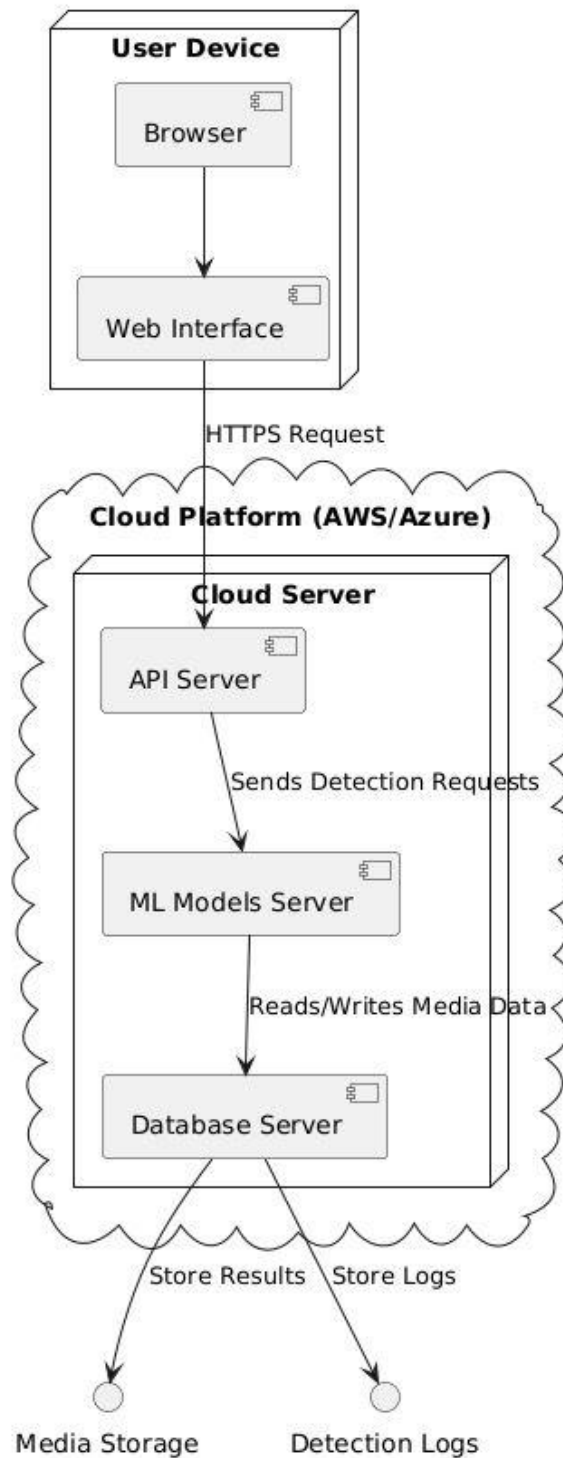 User Device
Browser
Web Interface
HTTPS Request
Cloud Platform (AWS/Azure)
Cloud Server
API Server
Sends Detection Requests
ML Models Server
Reads/Writes Media Data
Database Server
Store Results
Store Logs
Media Storage
Detection Logs